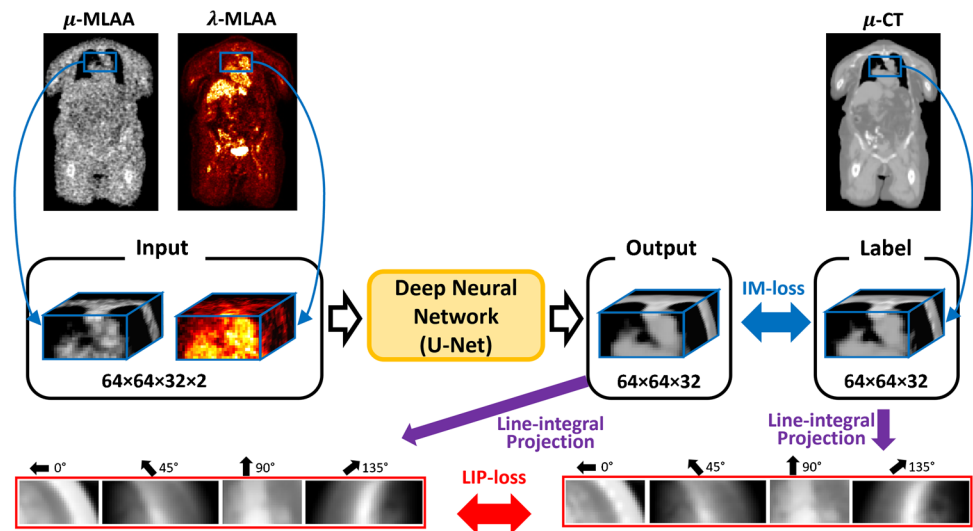 μ-MLAA
λ-MLAA
μ-CT
Input
Output
Label
Deep Neural
Network
(U-Net)
IM-loss
64×64×32×2
64×64×32
64×64×32
Line-integral
Projection
Line-integral
Projection
0°
45°
90°
135°
LIP-loss
0°
45°
90°
135°